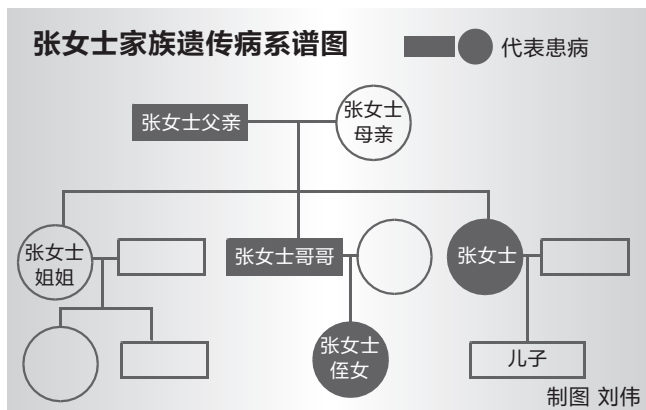 张女士家族遗传病系谱图
代表患病
张女士父亲
张女士
母亲
张女士
姐姐
张女士哥哥
张女士
张女士
侄女
儿子
制图 刘伟